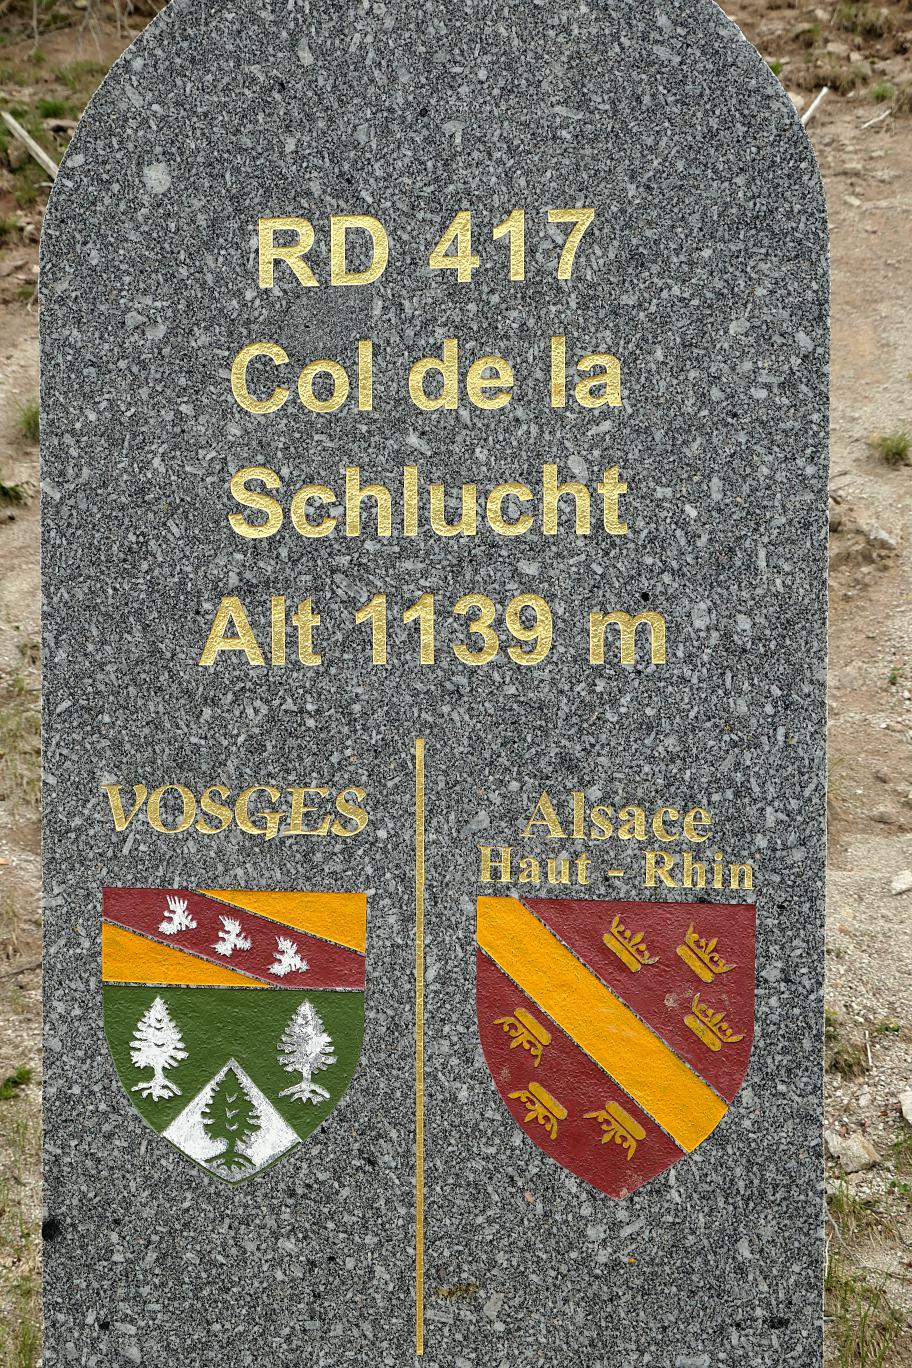 RD 417
Col de la
Schlucht
Alt 1139 m
VOSGES
Alsace
Haut - Rhin